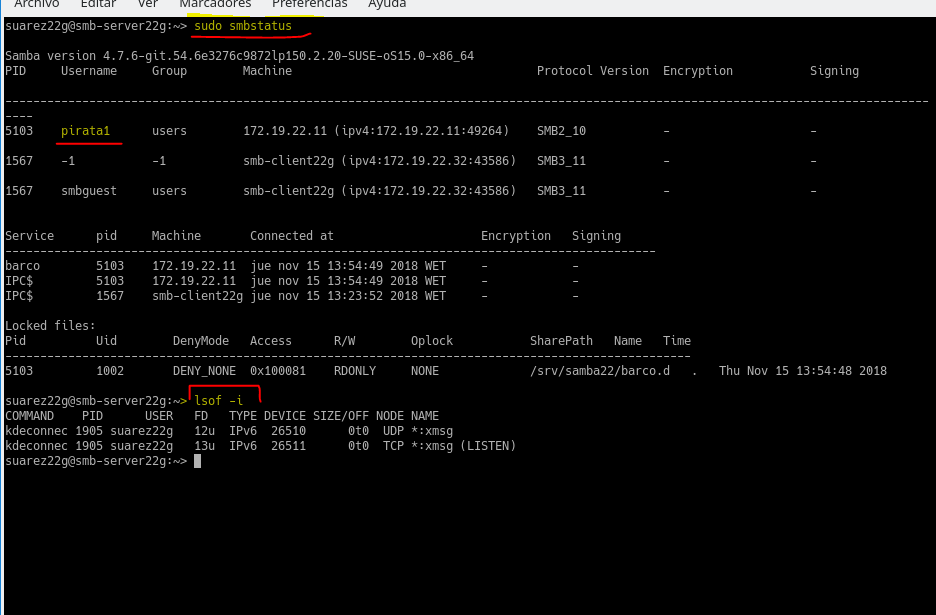 Archivo Editar Ver Marcadores Preferencias Ayuda
suarez22g@smb-server22g:~> sudo smbstatus
Samba version 4.7.6-git.54.6e3276c9872lp150.2.20-SUSE-oS15.0-x86_64
PID Username Group Machine Protocol Version Encryption Signing
----------------------------------------------------------------------------------------------------------------------------------------
----
5103 pirata1 users 172.19.22.11 (ipv4:172.19.22.11:49264) SMB2_10 - -
1567 -1 -1 smb-client22g (ipv4:172.19.22.32:43586) SMB3_11 - -
1567 smbguest users smb-client22g (ipv4:172.19.22.32:43586) SMB3_11 - -
Service pid Machine Connected at Encryption Signing
---------------------------------------------------------------------------------------------
barco 5103 172.19.22.11 jue nov 15 13:54:49 2018 WET - -
IPC$ 5103 172.19.22.11 jue nov 15 13:54:49 2018 WET - -
IPC$ 1567 smb-client22g jue nov 15 13:23:52 2018 WET - -
Locked files:
Pid Uid DenyMode Access R/W Oplock SharePath Name Time
--------------------------------------------------------------------------------------------------
5103 1002 DENY_NONE 0x100081 RDONLY NONE /srv/samba22/barco.d . Thu Nov 15 13:54:48 2018
suarez22g@smb-server22g:~> lsof -i
COMMAND PID USER FD TYPE DEVICE SIZE/OFF NODE NAME
kdeconnec 1905 suarez22g 12u IPv6 26510 0t0 UDP *:xmsg
kdeconnec 1905 suarez22g 13u IPv6 26511 0t0 TCP *:xmsg (LISTEN)
suarez22g@smb-server22g:~>